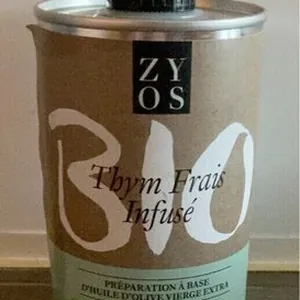 ZY
OS
BIO
Thym Frais
Infusé
PRÉPARATION À BASE
D'HUILE D'OLIVE VIERGE EXTRA